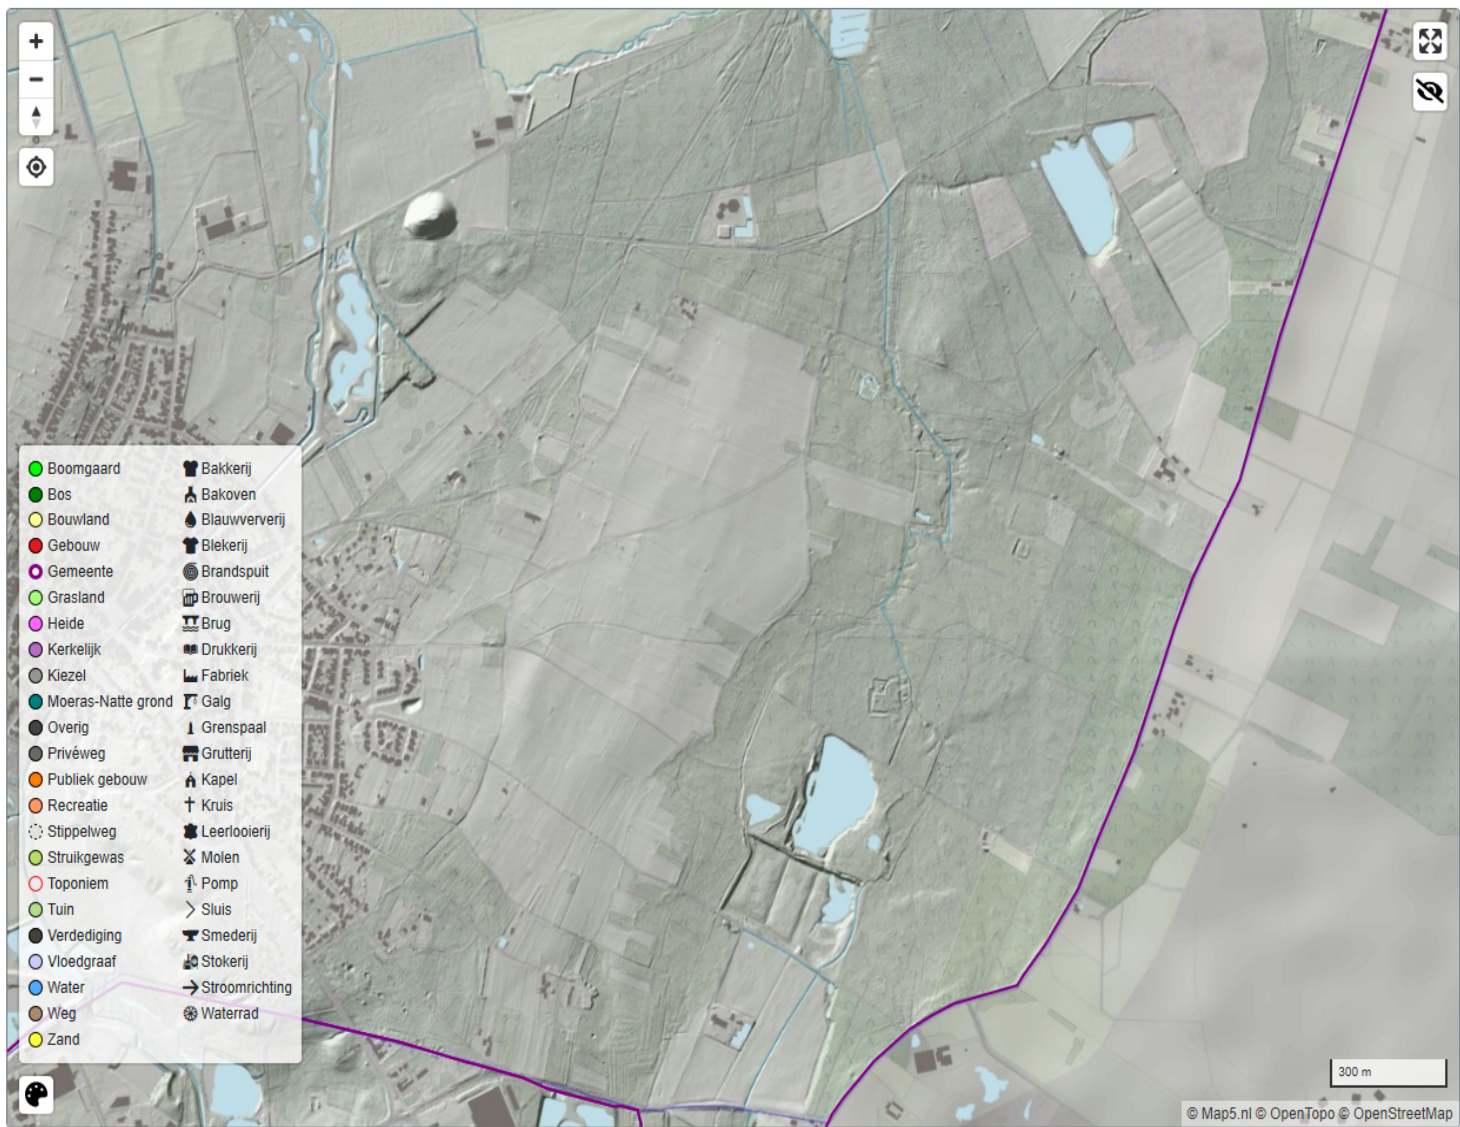 Boomgaard
Bos
Bouwland
Gebouw
Gemeente
Grasland
Heide
Kerkelijk
Kiezel
Moeras-Natte grond
Overig
Privéweg
Publiek gebouw
Recreatie
Stippelweg
Struikgewas
Toponiem
Tuin
Verdediging
Vloedgraaf
Water
Weg
Zand
Bakkerij
Bakoven
Blauwververij
Blekerij
Brandspuit
Brouwerij
Brug
Drukkerij
Fabriek
Galg
Grenspaal
Grutterij
Kapel
Kruis
Leerlooierij
Molen
Pomp
Sluis
Smederij
Stokerij
Stroomrichting
Waterrad
300 m
© Map5.nl © OpenTopo © OpenStreetMap